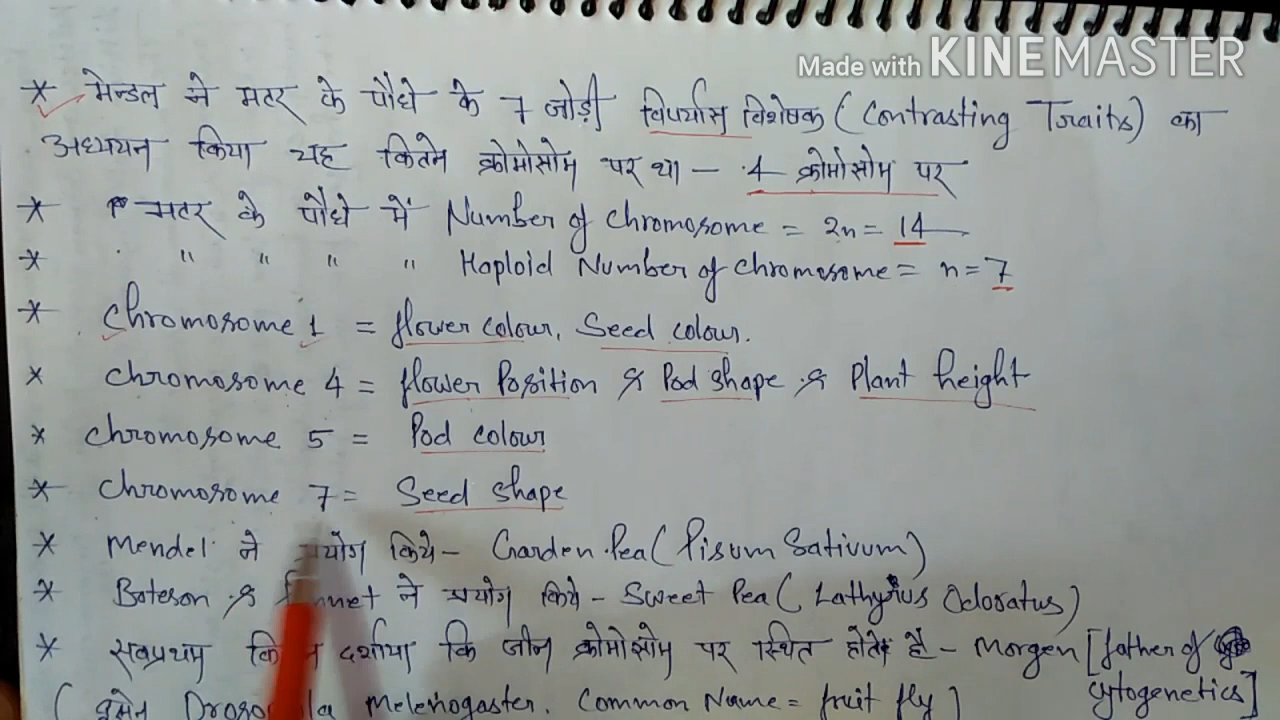 Made with KINEMASTER
* मेन्डल ने मटर के पौधे के 7 जोड़ी विपर्यास विशेषक (Contrasting Traits) का
अध्ययन किया यह कितने क्रोमोसोम पर था - 4 क्रोमोसोम पर
* मटर के पौधे में Number of Chromosome = 2n = 14
* " " " " Haploid Number of chromosome = n = 7
* Chromosome 1 = flower colour, Seed colour.
* Chromosome 4 = flower Position & Pod shape & Plant height
* Chromosome 5 = Pod colour
* Chromosome 7 = Seed shape
* Mendel ने प्रयोग किये - Garden Pea (Pisum Sativum)
* Bateson & ने प्रयोग किये - Sweet Pea (Lathyrus Odoratus)
* सवप्रथम दर्शाया कि जीन क्रोमोसोम पर स्थित होते है - Morgen [father of
cytogenetics]
( Melenogaster. Common Name = fruit fly)